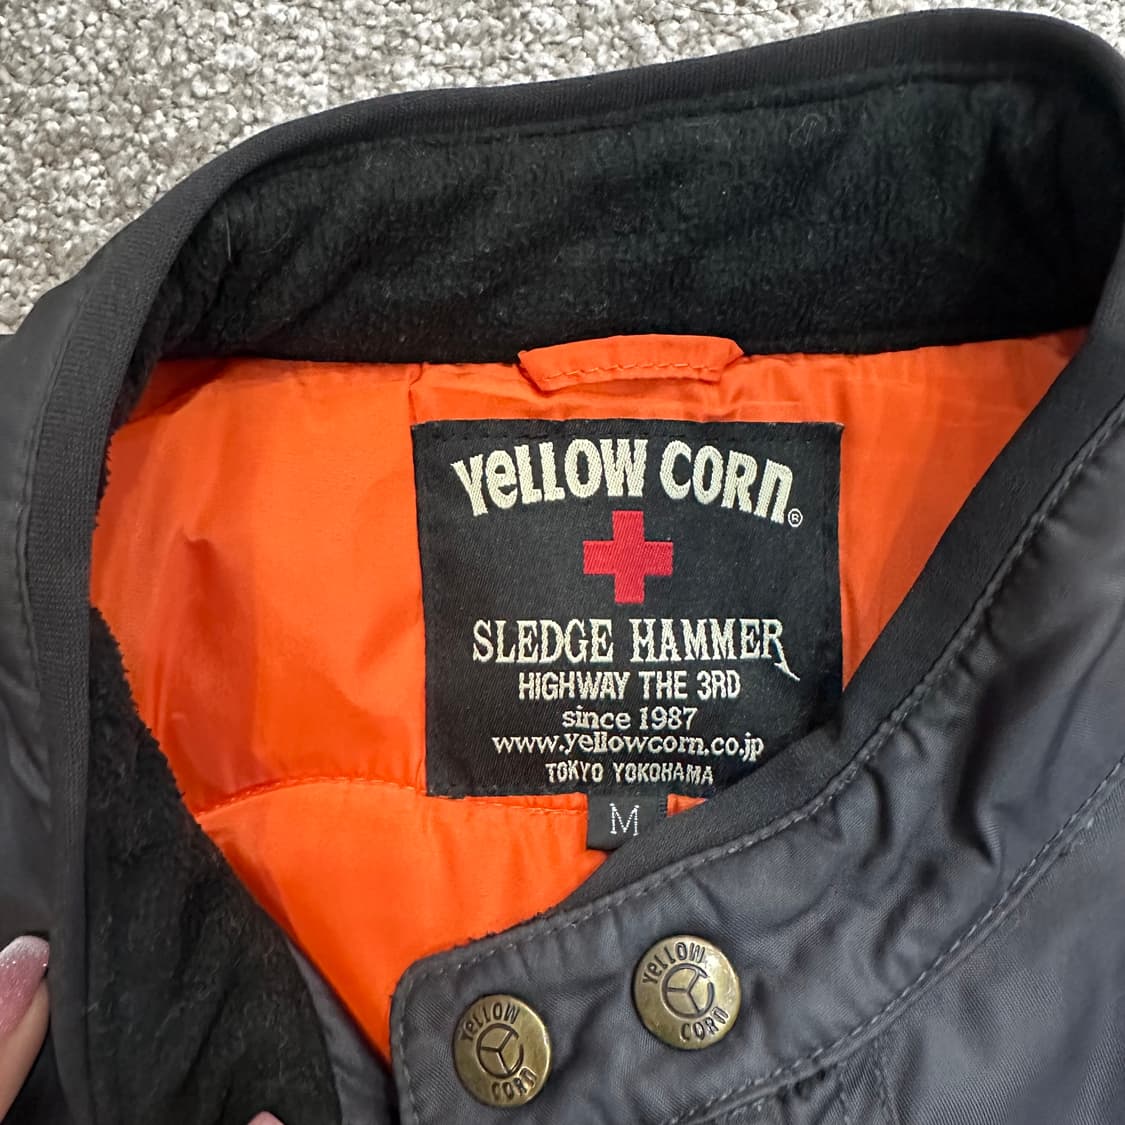 YeLLOW CORn®
SLEDGE HAMMER
HIGHWAY THE 3RD
since 1987
www.yellowcorn.co.jp
TOKYO YOKOHAMA
M
YeLLOW
CORn
YeLLOW
CORn